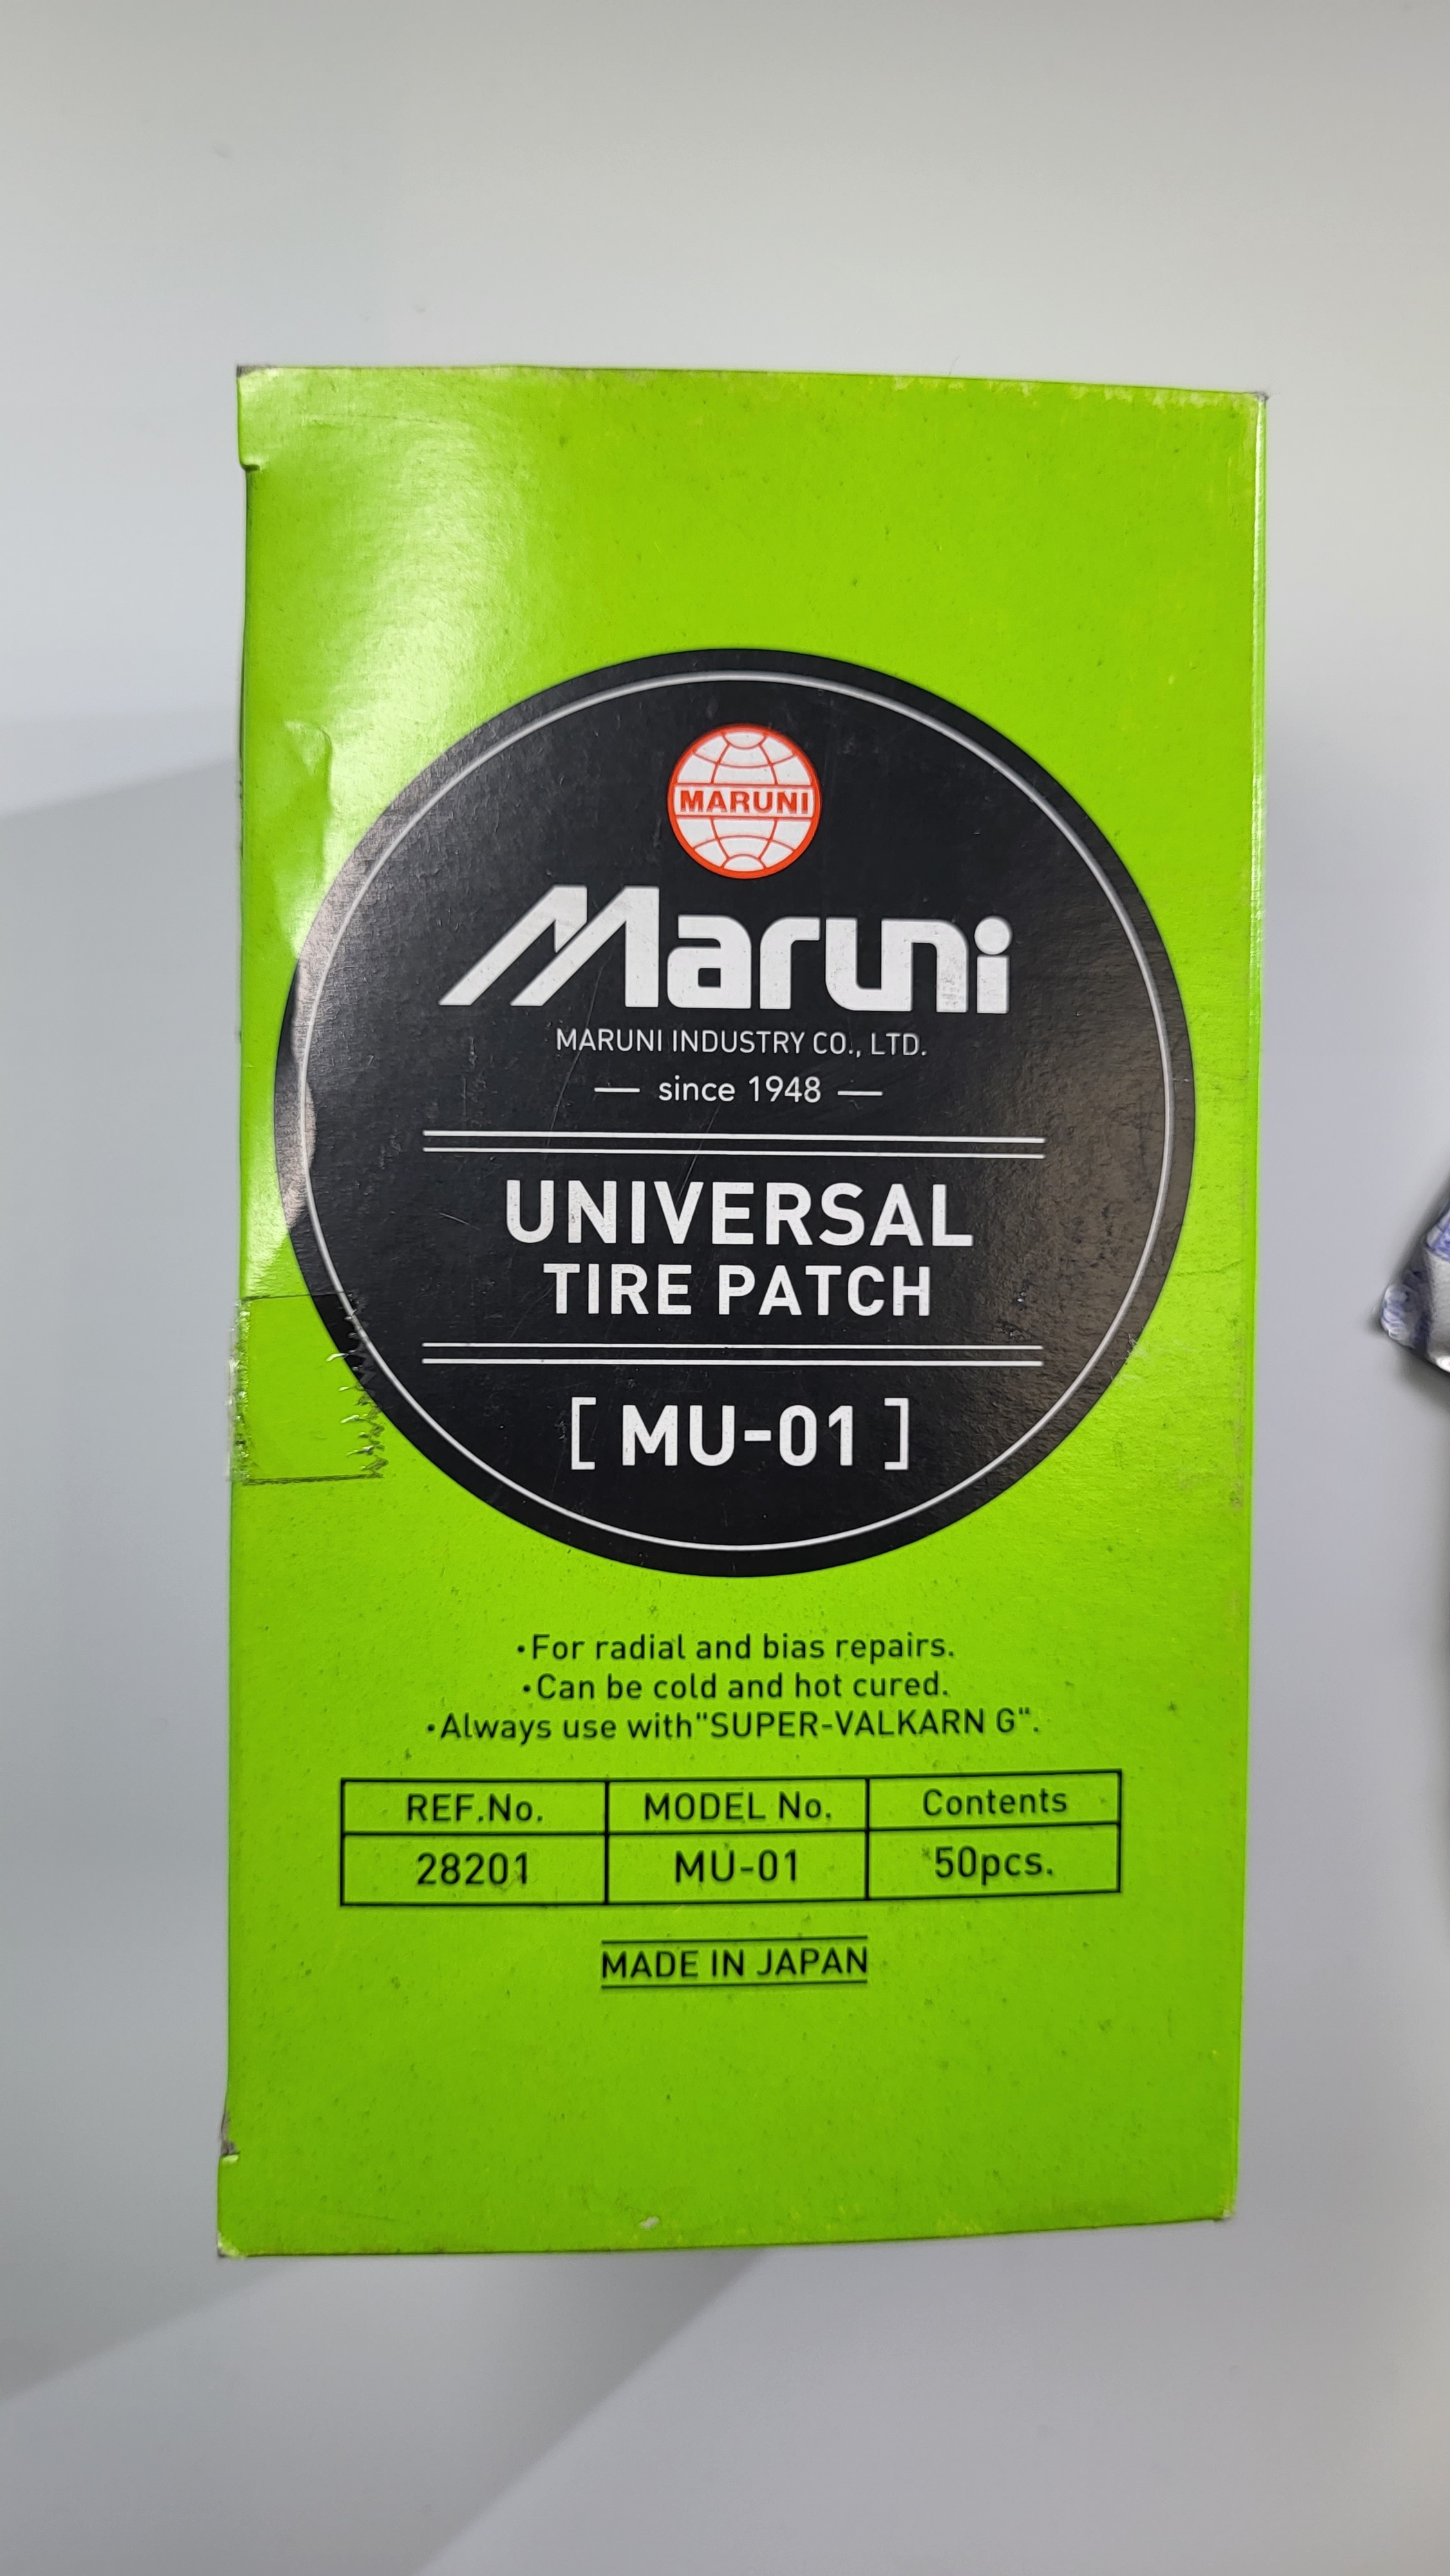 MARUNI
Maruni
MARUNI INDUSTRY CO., LTD.
— since 1948 —
UNIVERSAL
TIRE PATCH
[ MU-01 ]
•For radial and bias repairs.
•Can be cold and hot cured.
•Always use with"SUPER-VALKARN G".
REF.No. MODEL No. Contents
28201 MU-01 50pcs.
MADE IN JAPAN